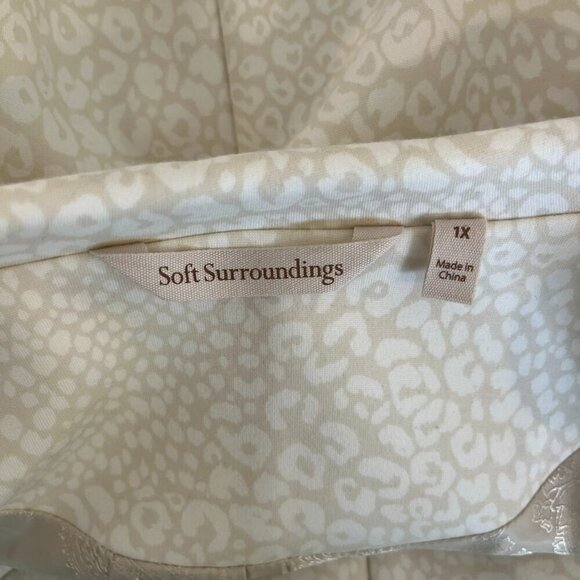 Soft Surroundings
1X
Made in
China